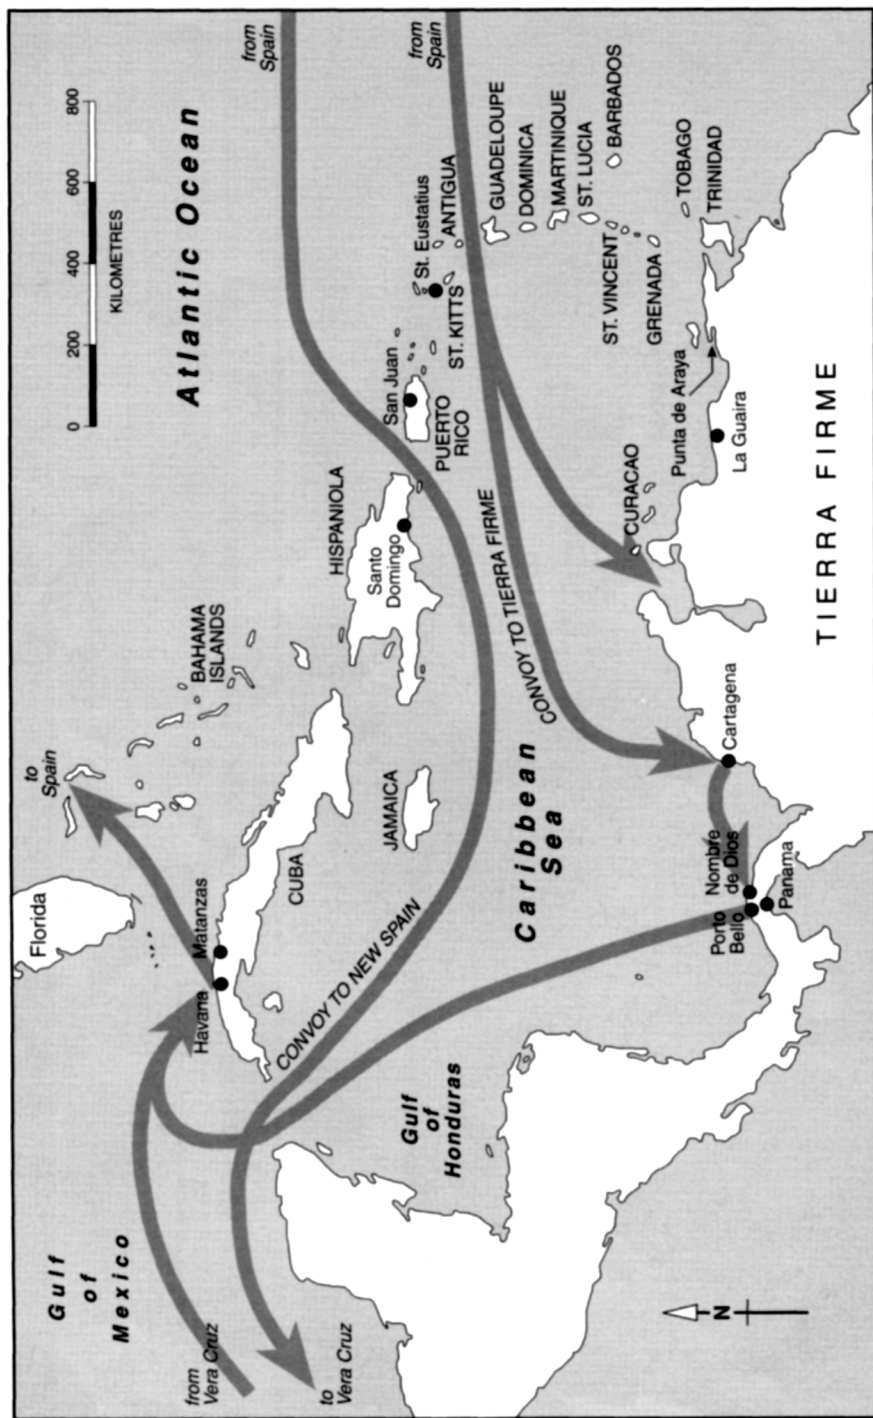 Gulf
of
Mexico
from
Vera Cruz
to
Vera Cruz
Florida
to
Spain
BAHAMA
ISLANDS
Havana
Matanzas
CUBA
CONVOY TO NEW SPAIN
JAMAICA
HISPANIOLA
Santo
Domingo
Atlantic Ocean
0
200
400
600
800
KILOMETRES
from
Spain
from
Spain
San Juan
PUERTO
RICO
St. Eustatius
ST. KITTS
ANTIGUA
GUADELOUPE
DOMINICA
MARTINIQUE
ST. LUCIA
BARBADOS
ST. VINCENT
GRENADA
TOBAGO
TRINIDAD
Gulf
of
Honduras
Caribbean
Sea
CONVOY TO TIERRA FIRME
CURACAO
Punta de Araya
La Guaira
Cartagena
Nombre
de Dios
Porto
Bello
Panama
TIERRA FIRME
N